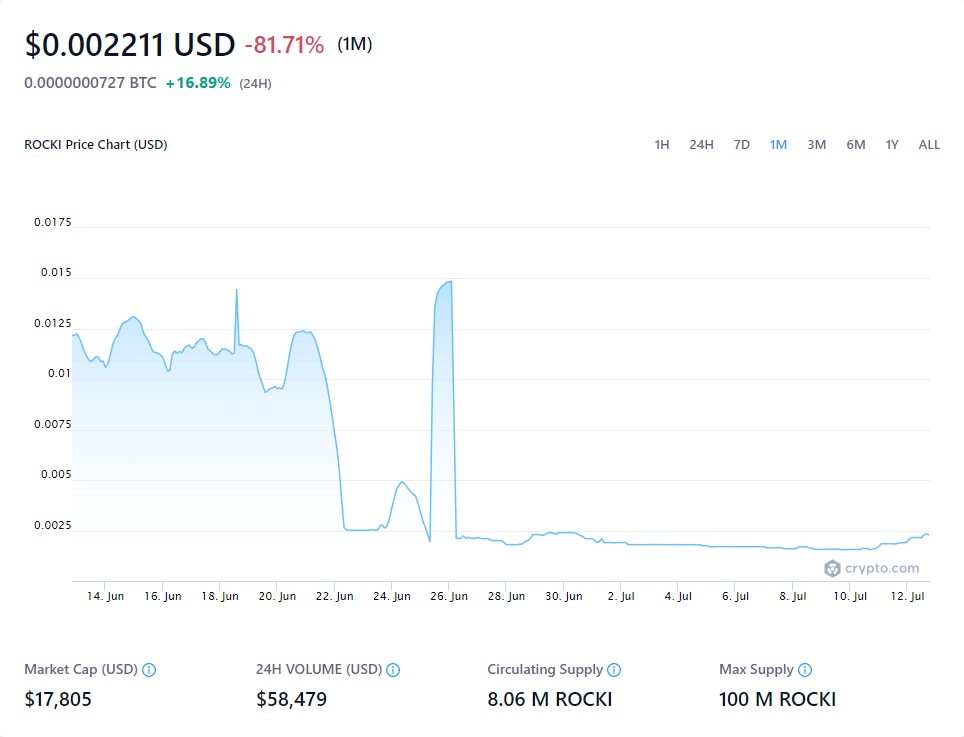 $0.002211 USD -81.71% (1M)
0.0000000727 BTC +16.89% (24H)
ROCKI Price Chart (USD) 1H 24H 7D 1M 3M 6M 1Y ALL
0.0175
0.015
0.0125
0.01
0.0075
0.005
0.0025
crypto.com
14. Jun 16. Jun 18. Jun 20. Jun 22. Jun 24. Jun 26. Jun 28. Jun 30. Jun 2. Jul 4. Jul 6. Jul 8. Jul 10. Jul 12. Jul
Market Cap (USD) 24H VOLUME (USD) Circulating Supply Max Supply
$17,805 $58,479 8.06 M ROCKI 100 M ROCKI